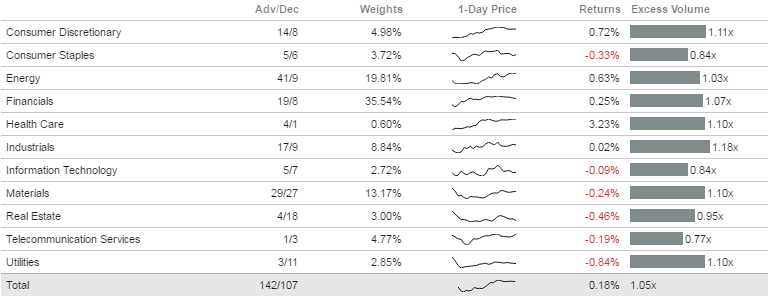 Adv/Dec Weights 1-Day Price Returns Excess Volume
Consumer Discretionary 14/8 4.98% 0.72% 1.11x
Consumer Staples 5/6 3.72% -0.33% 0.84x
Energy 41/9 19.81% 0.63% 1.03x
Financials 19/8 35.54% 0.25% 1.07x
Health Care 4/1 0.60% 3.23% 1.10x
Industrials 17/9 8.84% 0.02% 1.18x
Information Technology 5/7 2.72% -0.09% 0.84x
Materials 29/27 13.17% -0.24% 1.10x
Real Estate 4/18 3.00% -0.46% 0.95x
Telecommunication Services 1/3 4.77% -0.19% 0.77x
Utilities 3/11 2.85% -0.84% 1.10x
Total 142/107 0.18% 1.05x